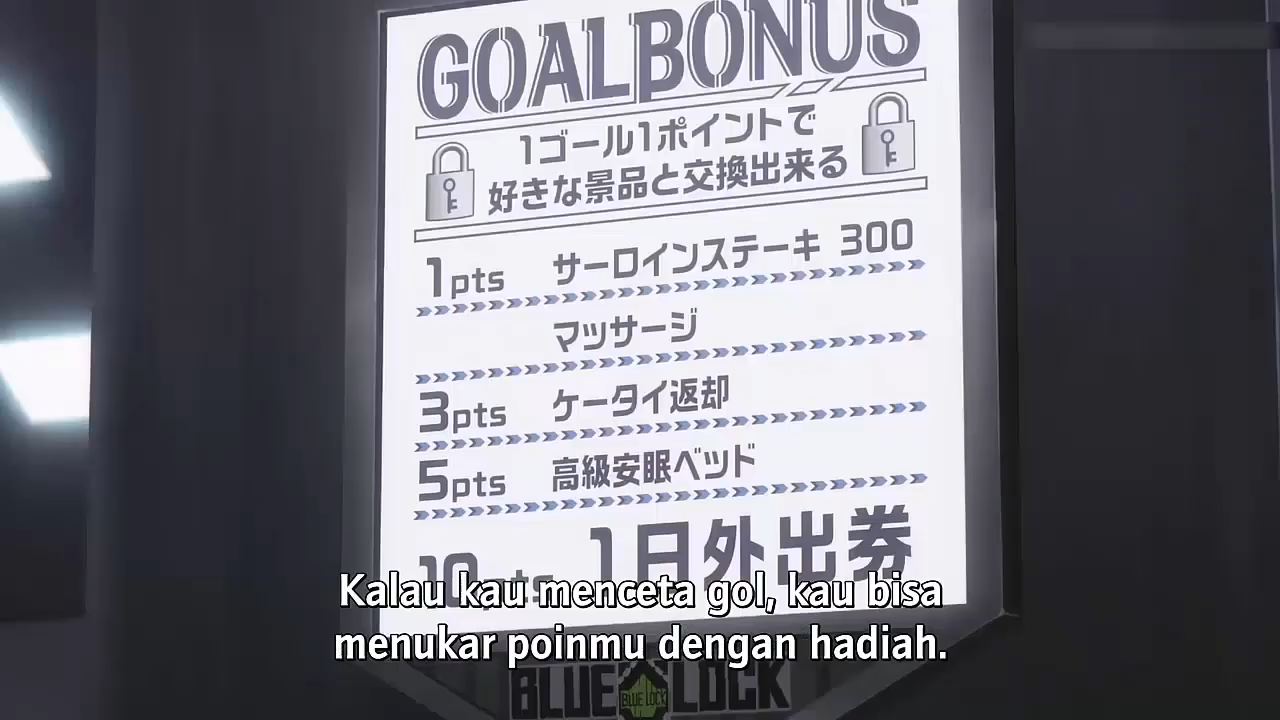 GOALBONUS
1ゴール1ポイントで
好きな景品と交換出来る
1pts サーロインステーキ 300
マッサージ
3pts ケータイ返却
5pts 高級安眠ベッド
10pts 1日外出券
Kalau kau menceta gol, kau bisa
menukar poinmu dengan hadiah.
BLUE LOCK
BLUE LOCK